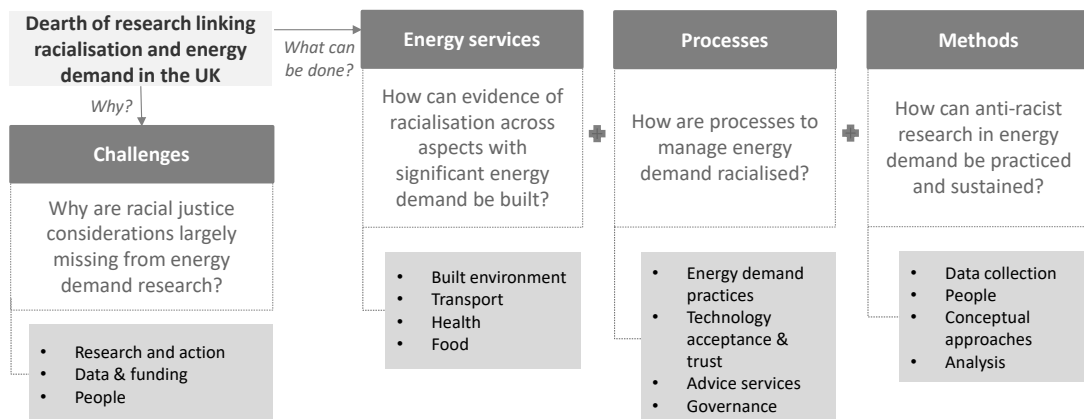 Dearth of research linking
racialisation and energy
demand in the UK
What can
be done?
Why?
Challenges
Why are racial justice
considerations largely
missing from energy
demand research?
• Research and action
• Data & funding
• People
Energy services
How can evidence of
racialisation across
aspects with
significant energy
demand be built?
• Built environment
• Transport
• Health
• Food
Processes
How are processes to
manage energy
demand racialised?
• Energy demand
practices
• Technology
acceptance &
trust
• Advice services
• Governance
Methods
How can anti-racist
research in energy
demand be practiced
and sustained?
• Data collection
• People
• Conceptual
approaches
• Analysis